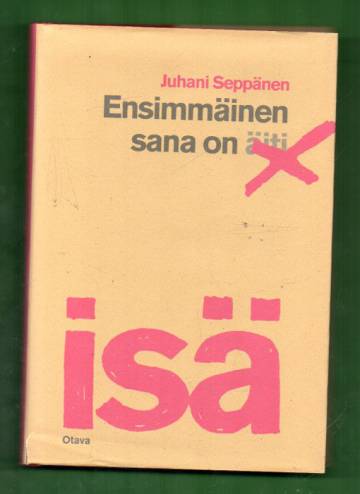 Juhani Seppänen
Ensimmäinen
sana on äiti
isä
Otava